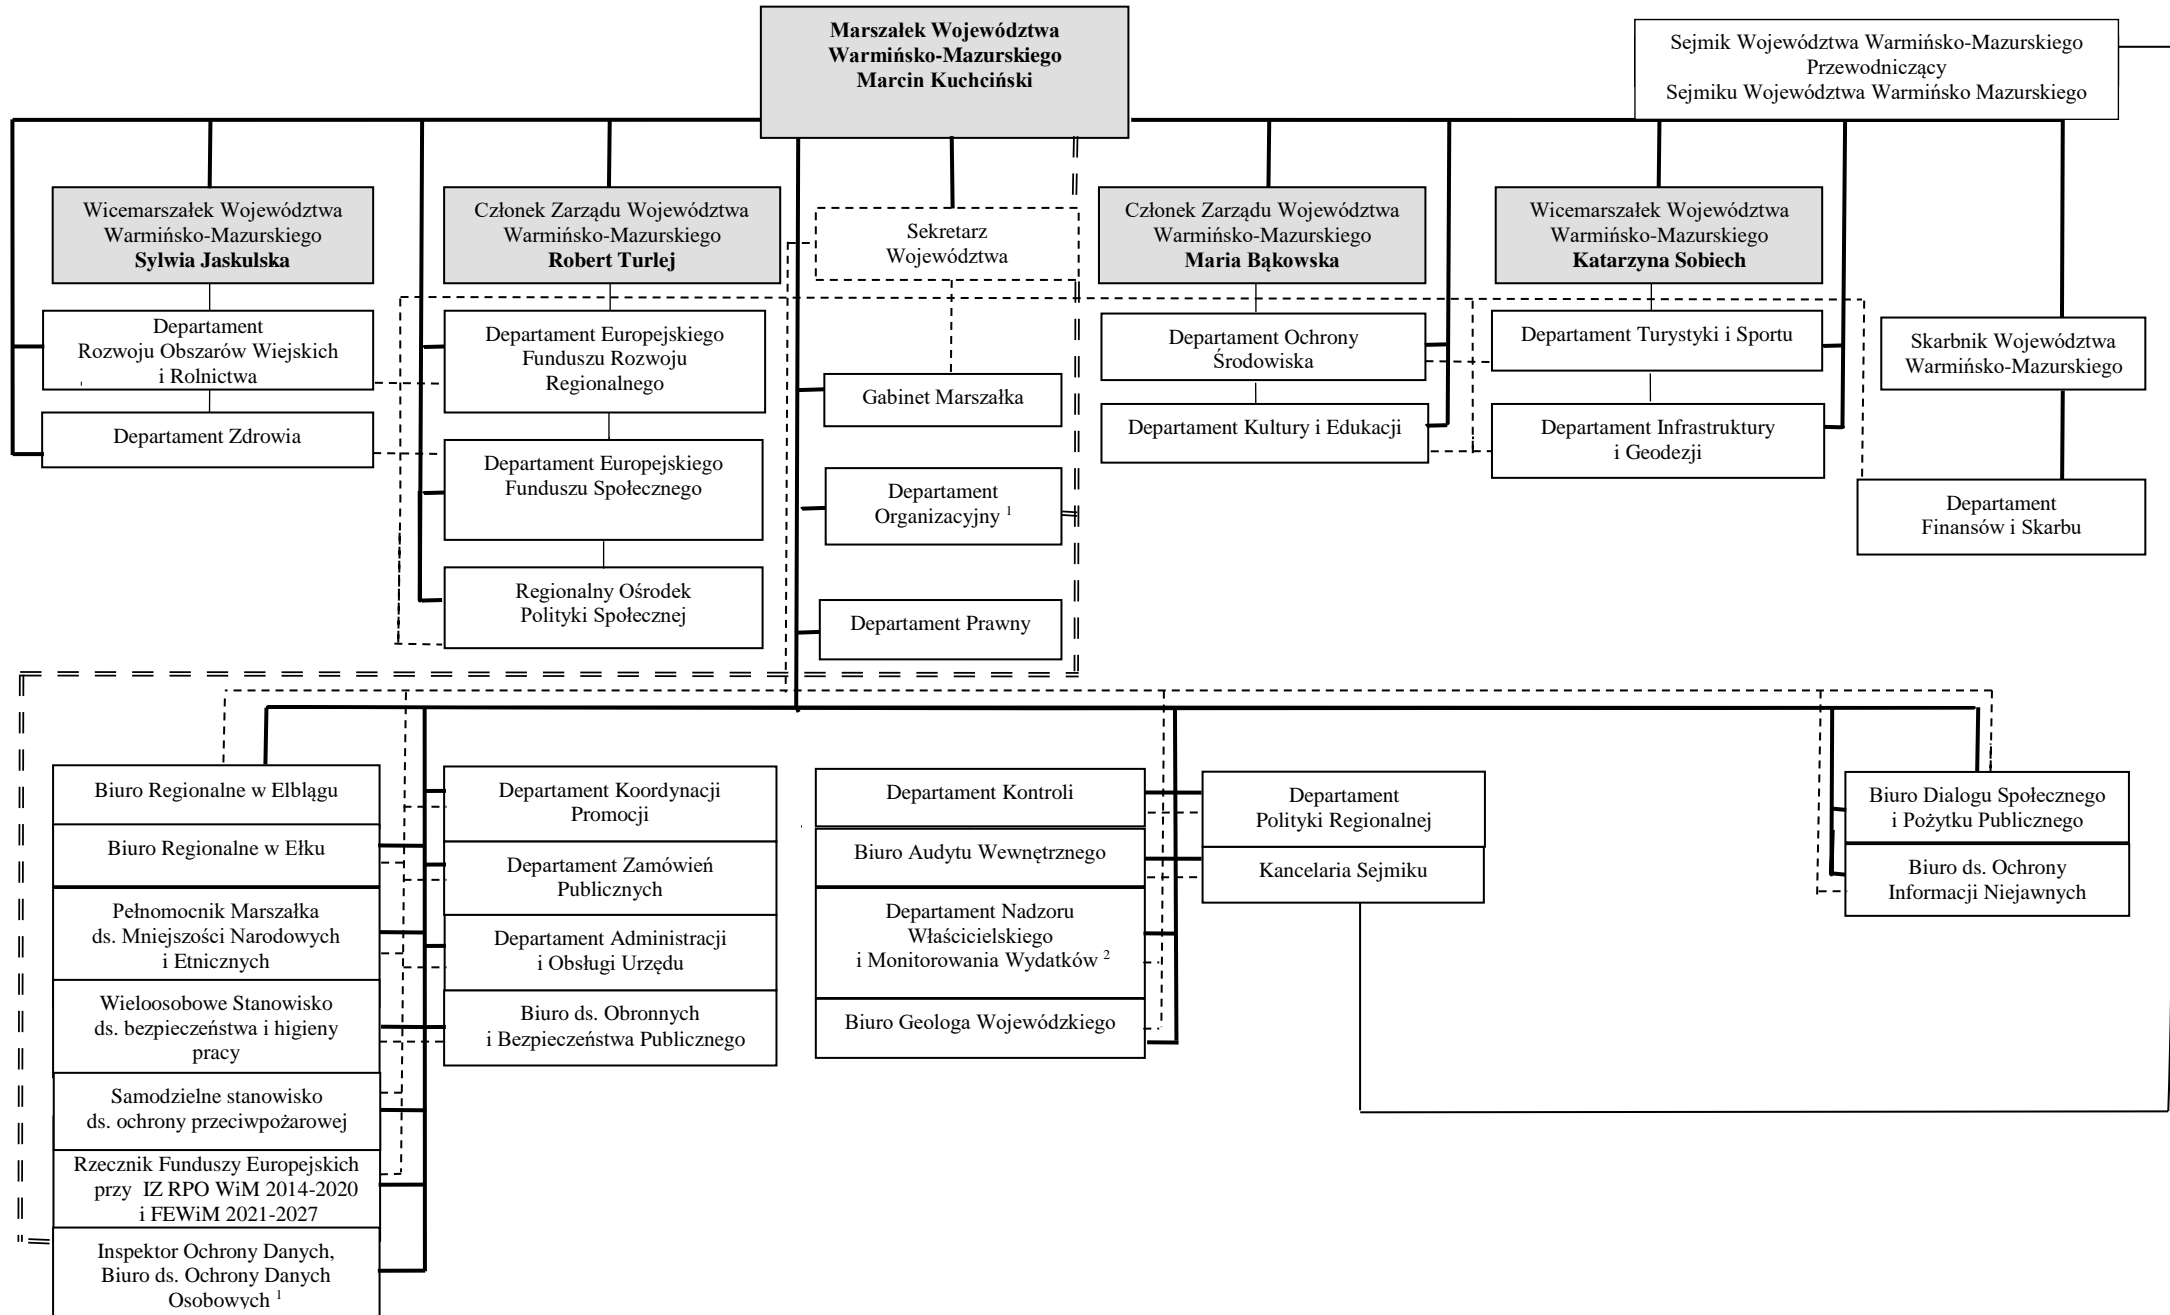 Marszałek Województwa
Warmińsko-Mazurskiego
Marcin Kuchciński
Sejmik Województwa Warmińsko-Mazurskiego
Przewodniczący
Sejmiku Województwa Warmińsko Mazurskiego
Wicemarszałek Województwa
Warmińsko-Mazurskiego
Sylwia Jaskulska
Członek Zarządu Województwa
Warmińsko-Mazurskiego
Robert Turlej
Sekretarz
Województwa
Członek Zarządu Województwa
Warmińsko-Mazurskiego
Maria Bąkowska
Wicemarszałek Województwa
Warmińsko-Mazurskiego
Katarzyna Sobiech
Departament
Rozwoju Obszarów Wiejskich
i Rolnictwa
Departament Zdrowia
Departament Europejskiego
Funduszu Rozwoju
Regionalnego
Departament Europejskiego
Funduszu Społecznego
Regionalny Ośrodek
Polityki Społecznej
Gabinet Marszałka
Departament
Organizacyjny ¹
Departament Prawny
Departament Ochrony
Środowiska
Departament Kultury i Edukacji
Departament Turystyki i Sportu
Departament Infrastruktury
i Geodezji
Skarbnik Województwa
Warmińsko-Mazurskiego
Departament
Finansów i Skarbu
Biuro Regionalne w Elblągu
Biuro Regionalne w Ełku
Pełnomocnik Marszałka
ds. Mniejszości Narodowych
i Etnicznych
Wieloosobowe Stanowisko
ds. bezpieczeństwa i higieny
pracy
Samodzielne stanowisko
ds. ochrony przeciwpożarowej
Rzecznik Funduszy Europejskich
przy IZ RPO WiM 2014-2020
i FEWiM 2021-2027
Inspektor Ochrony Danych,
Biuro ds. Ochrony Danych
Osobowych ¹
Departament Koordynacji
Promocji
Departament Zamówień
Publicznych
Departament Administracji
i Obsługi Urzędu
Biuro ds. Obronnych
i Bezpieczeństwa Publicznego
Departament Kontroli
Biuro Audytu Wewnętrznego
Departament Nadzoru
Właścicielskiego
i Monitorowania Wydatków ²
Biuro Geologa Wojewódzkiego
Departament
Polityki Regionalnej
Kancelaria Sejmiku
Biuro Dialogu Społecznego
i Pożytku Publicznego
Biuro ds. Ochrony
Informacji Niejawnych